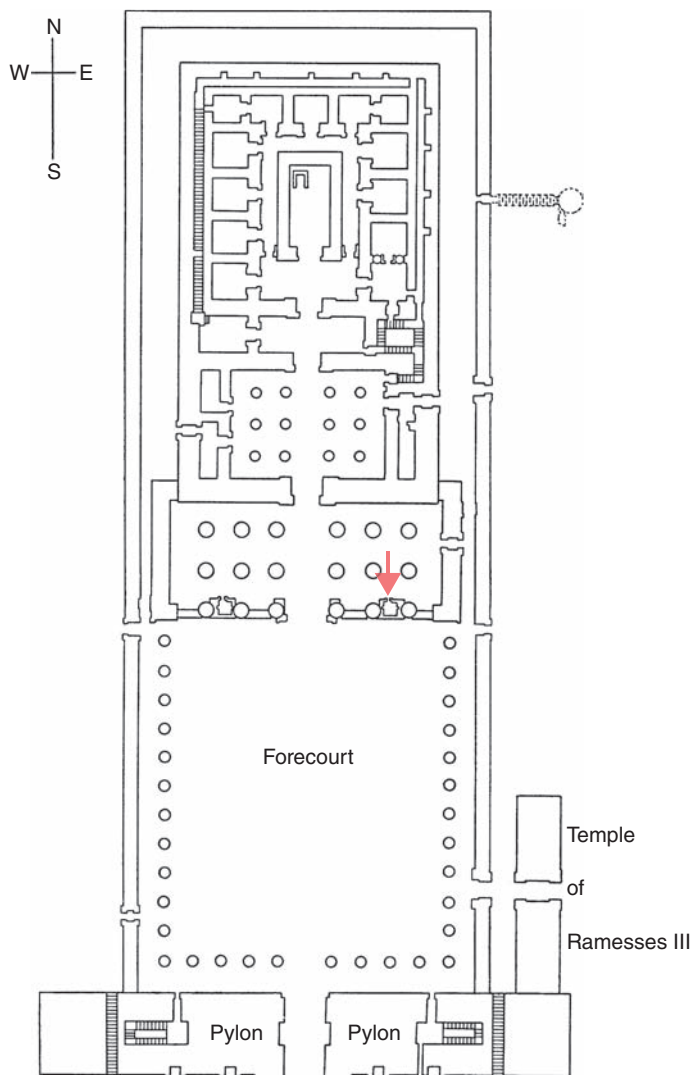 N
W E
S
Forecourt
Temple
of
Ramesses III
Pylon Pylon